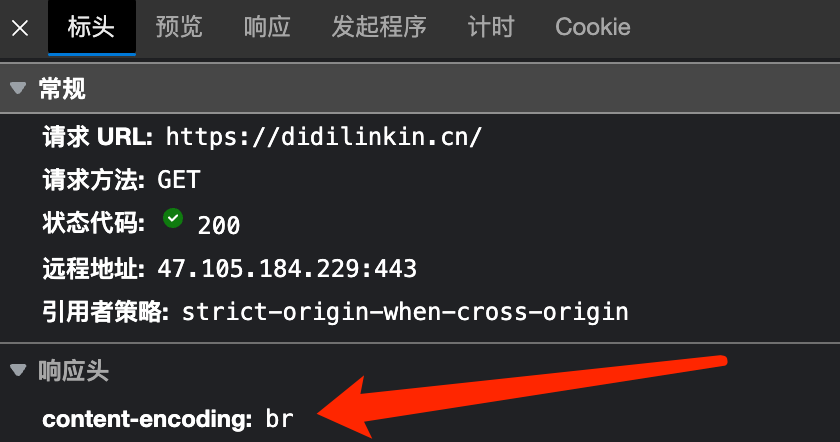 标头 预览 响应 发起程序 计时 Cookie
常规
请求 URL: https://didilinkin.cn/
请求方法: GET
状态代码: 200
远程地址: 47.105.184.229:443
引用者策略: strict-origin-when-cross-origin
响应头
content-encoding: br